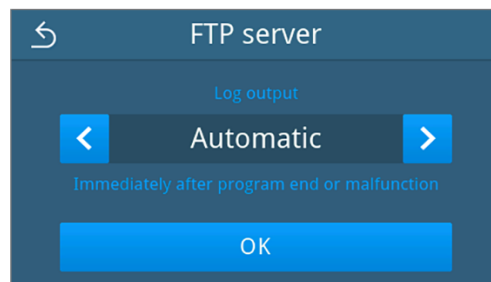 FTP server
Log output
Automatic
Immediately after program end or malfunction
OK